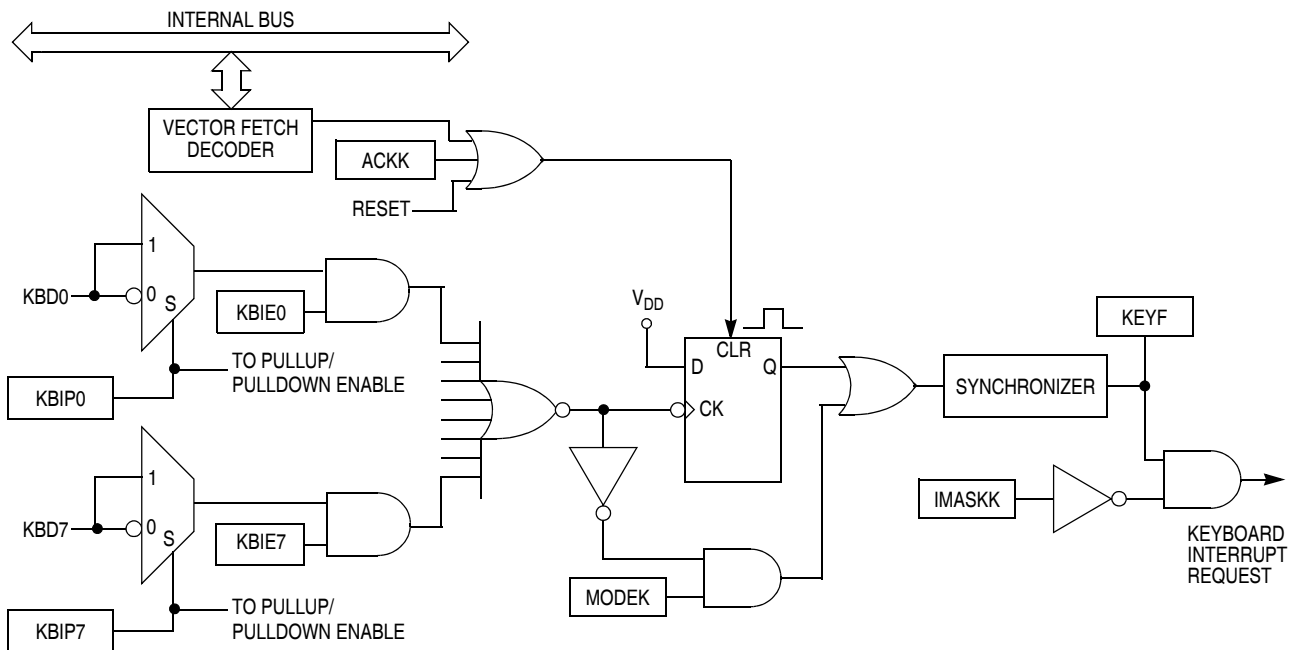 INTERNAL BUS
VECTOR FETCH
DECODER
ACKK
RESET
1
KBD0
0
S
KBIE0
TO PULLUP/
PULLDOWN ENABLE
KBIP0
VDD
CLR
D
Q
CK
KEYF
SYNCHRONIZER
1
KBD7
0
S
KBIE7
TO PULLUP/
PULLDOWN ENABLE
KBIP7
MODEK
IMASKK
KEYBOARD
INTERRUPT
REQUEST